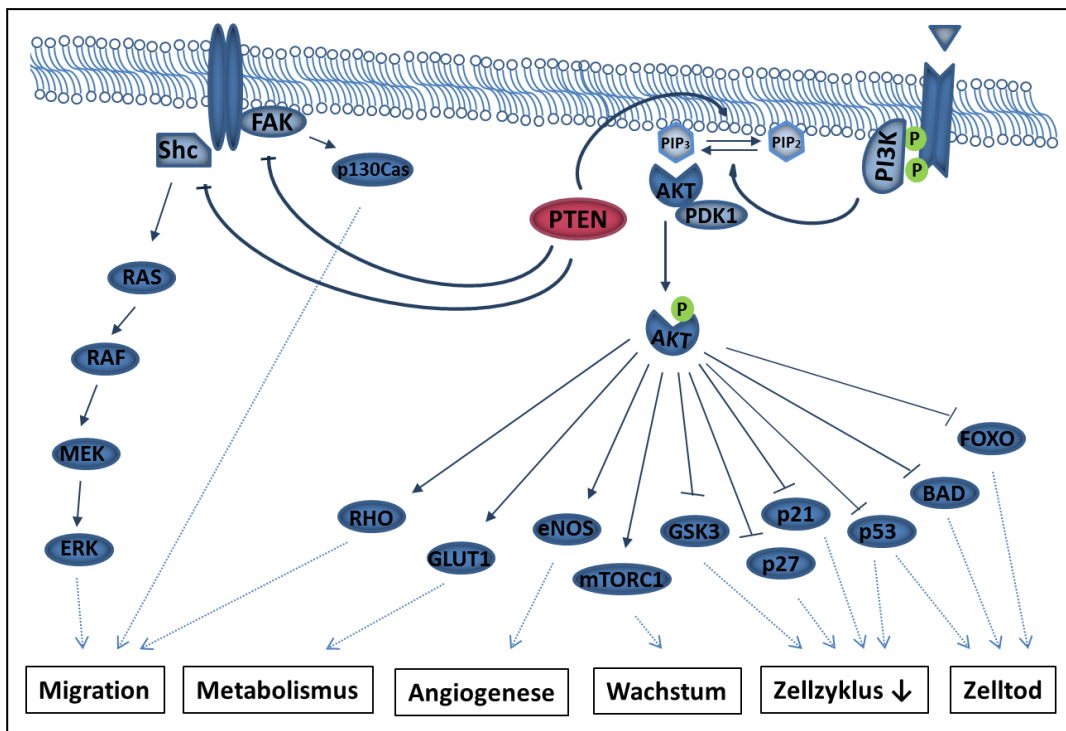 FAK
Shc
p130Cas
PIP3
PIP2
PI3K
P
P
AKT
PDK1
PTEN
RAS
P
AKT
RAF
MEK
FOXO
BAD
RHO
eNOS
GSK3
p21
p53
ERK
GLUT1
mTORC1
p27
Migration
Metabolismus
Angiogenese
Wachstum
Zellzyklus ↓
Zelltod